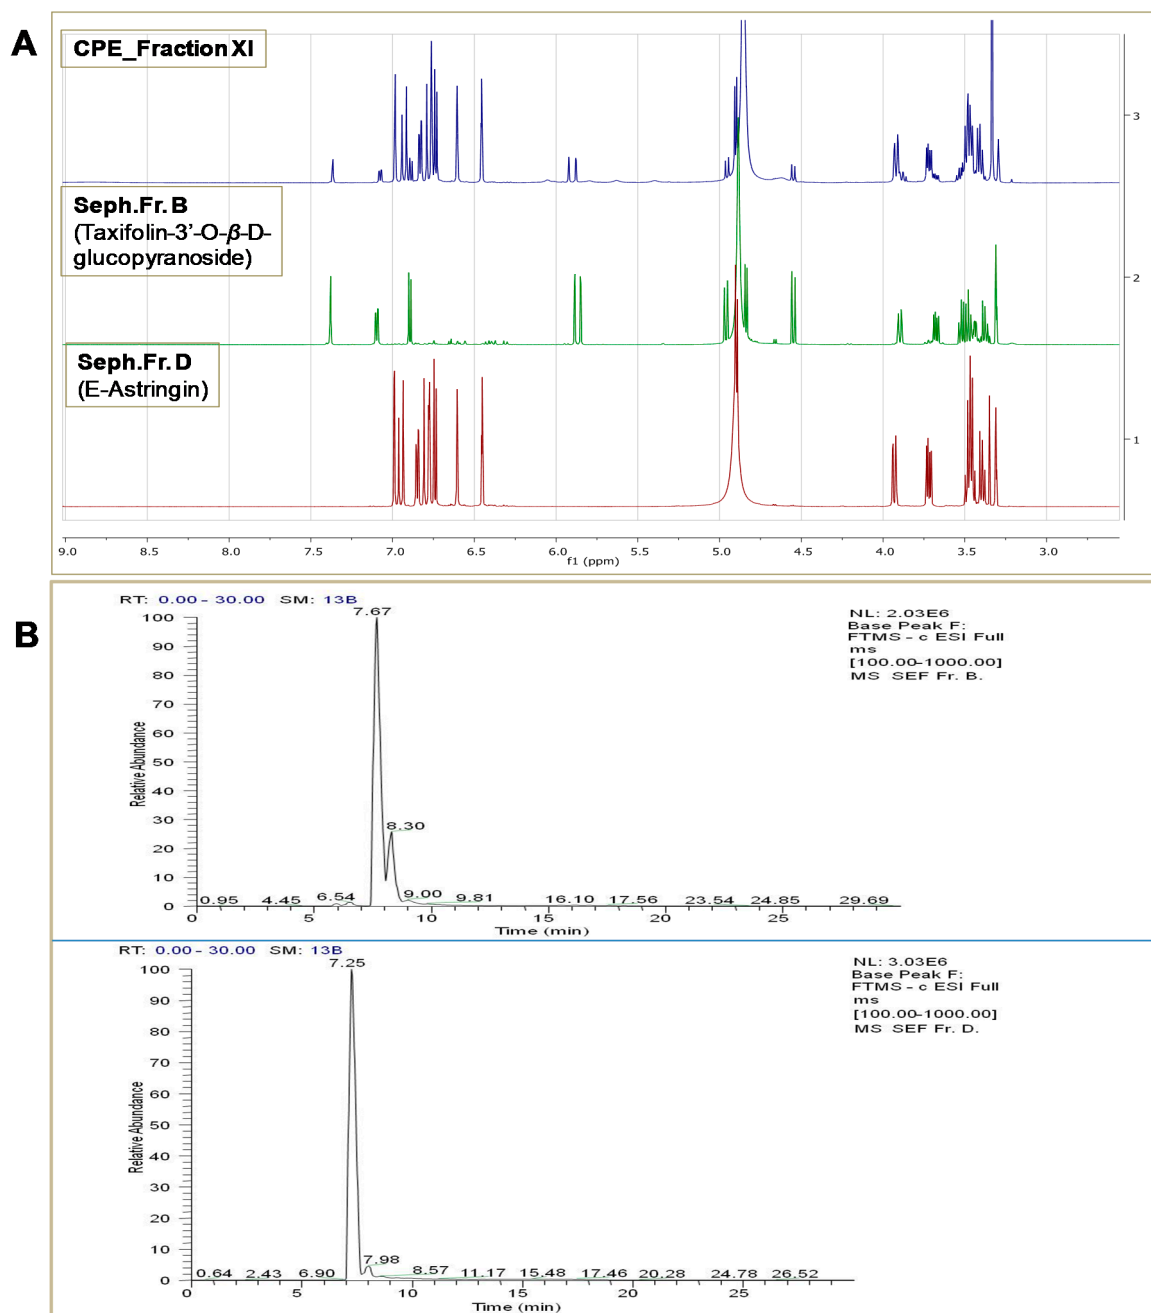 A
CPE_Fraction XI
Seph.Fr. B
(Taxifolin-3'-O-β-D-
glucopyranoside)
Seph.Fr. D
(E-Astringin)
3
2
1
9.0 8.5 8.0 7.5 7.0 6.5 6.0 5.5 5.0 4.5 4.0 3.5 3.0
f1 (ppm)
B
RT: 0.00 - 30.00 SM: 13B
NL: 2.03E6
Base Peak F:
FTMS - c ESI Full
ms
[100.00-1000.00]
MS SEF Fr. B.
Relative Abundance
100
90
80
70
60
50
40
30
20
10
0
7.67
8.30
0.95 4.45 6.54 9.00 9.81 16.10 17.56 23.54 24.85 29.69
0 5 10 15 20 25
Time (min)
RT: 0.00 - 30.00 SM: 13B
NL: 3.03E6
Base Peak F:
FTMS - c ESI Full
ms
[100.00-1000.00]
MS SEF Fr. D.
Relative Abundance
100
90
80
70
60
50
40
30
20
10
0
7.25
7.98
0.64 2.43 6.90 8.57 11.17 15.48 17.46 20.28 24.78 26.52
0 5 10 15 20 25
Time (min)